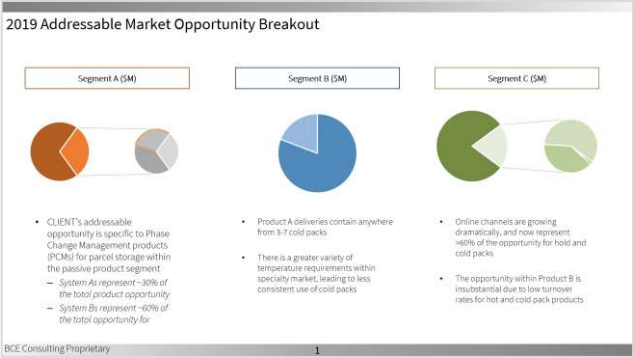 2019 Addressable Market Opportunity Breakout
Segment A ($M)
Segment B ($M)
Segment C ($M)
• CLIENT's addressable
opportunity is specific to Phase
Change Management products
(PCMs) for parcel storage within
the passive product segment
– System As represent ~30% of
the total product opportunity
– System Bs represent ~60% of
the total opportunity for
• Product A deliveries contain anywhere
from 3-7 cold packs
• There is a greater variety of
temperature requirements within
specialty market, leading to less
consistent use of cold packs
• Online channels are growing
dramatically, and now represent
>60% of the opportunity for hold and
cold packs
• The opportunity within Product B is
insubstantial due to low turnover
rates for hot and cold pack products
BCE Consulting Proprietary
1